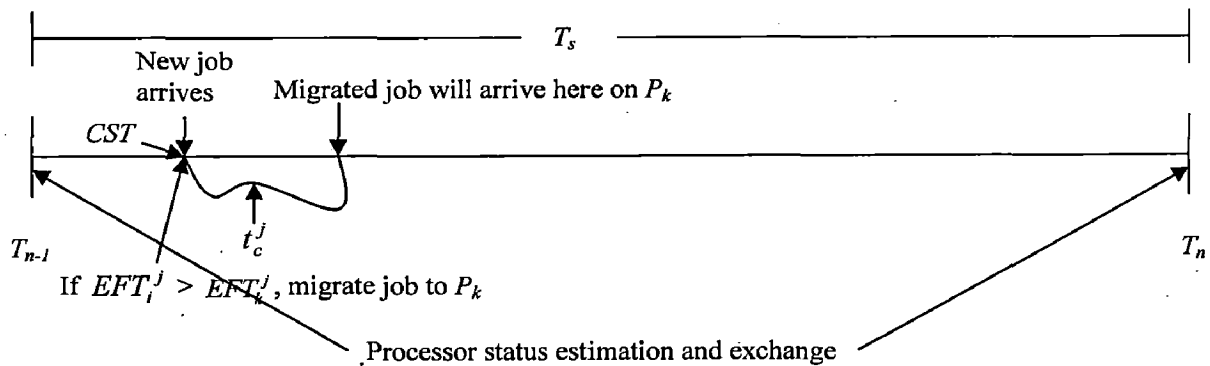 T_s
New job
arrives
Migrated job will arrive here on P_k
CST
t_c^j
T_{n-1}
T_n
If EFT_i^j > EFT_k^j, migrate job to P_k
Processor status estimation and exchange